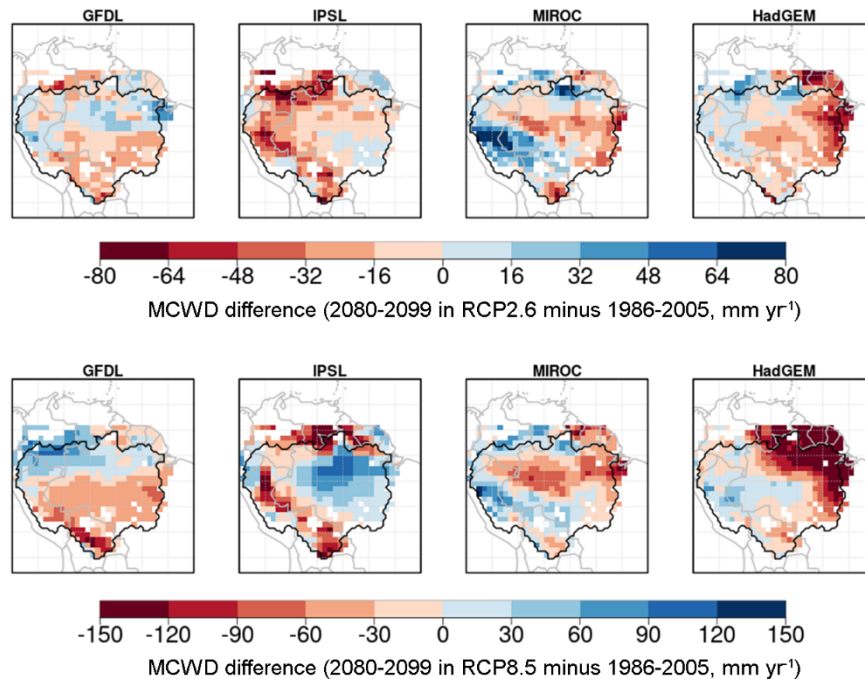 GFDL IPSL MIROC HadGEM
-80 -64 -48 -32 -16 0 16 32 48 64 80
MCWD difference (2080-2099 in RCP2.6 minus 1986-2005, mm yr⁻¹)
GFDL IPSL MIROC HadGEM
-150 -120 -90 -60 -30 0 30 60 90 120 150
MCWD difference (2080-2099 in RCP8.5 minus 1986-2005, mm yr⁻¹)